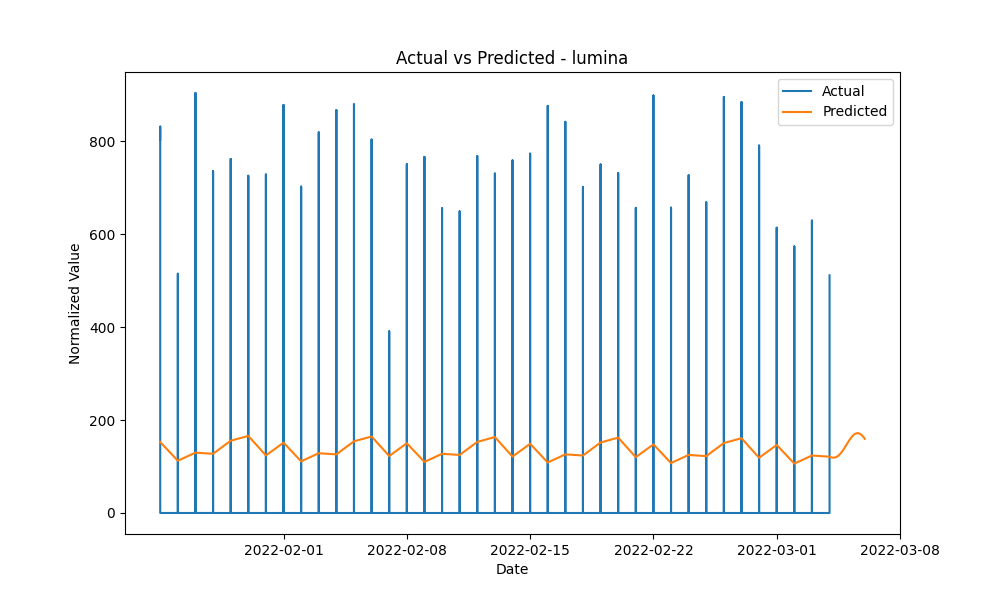 Actual vs Predicted - lumina
Actual
Predicted
Normalized Value
800
600
400
200
0
2022-02-01
2022-02-08
2022-02-15
2022-02-22
2022-03-01
2022-03-08
Date